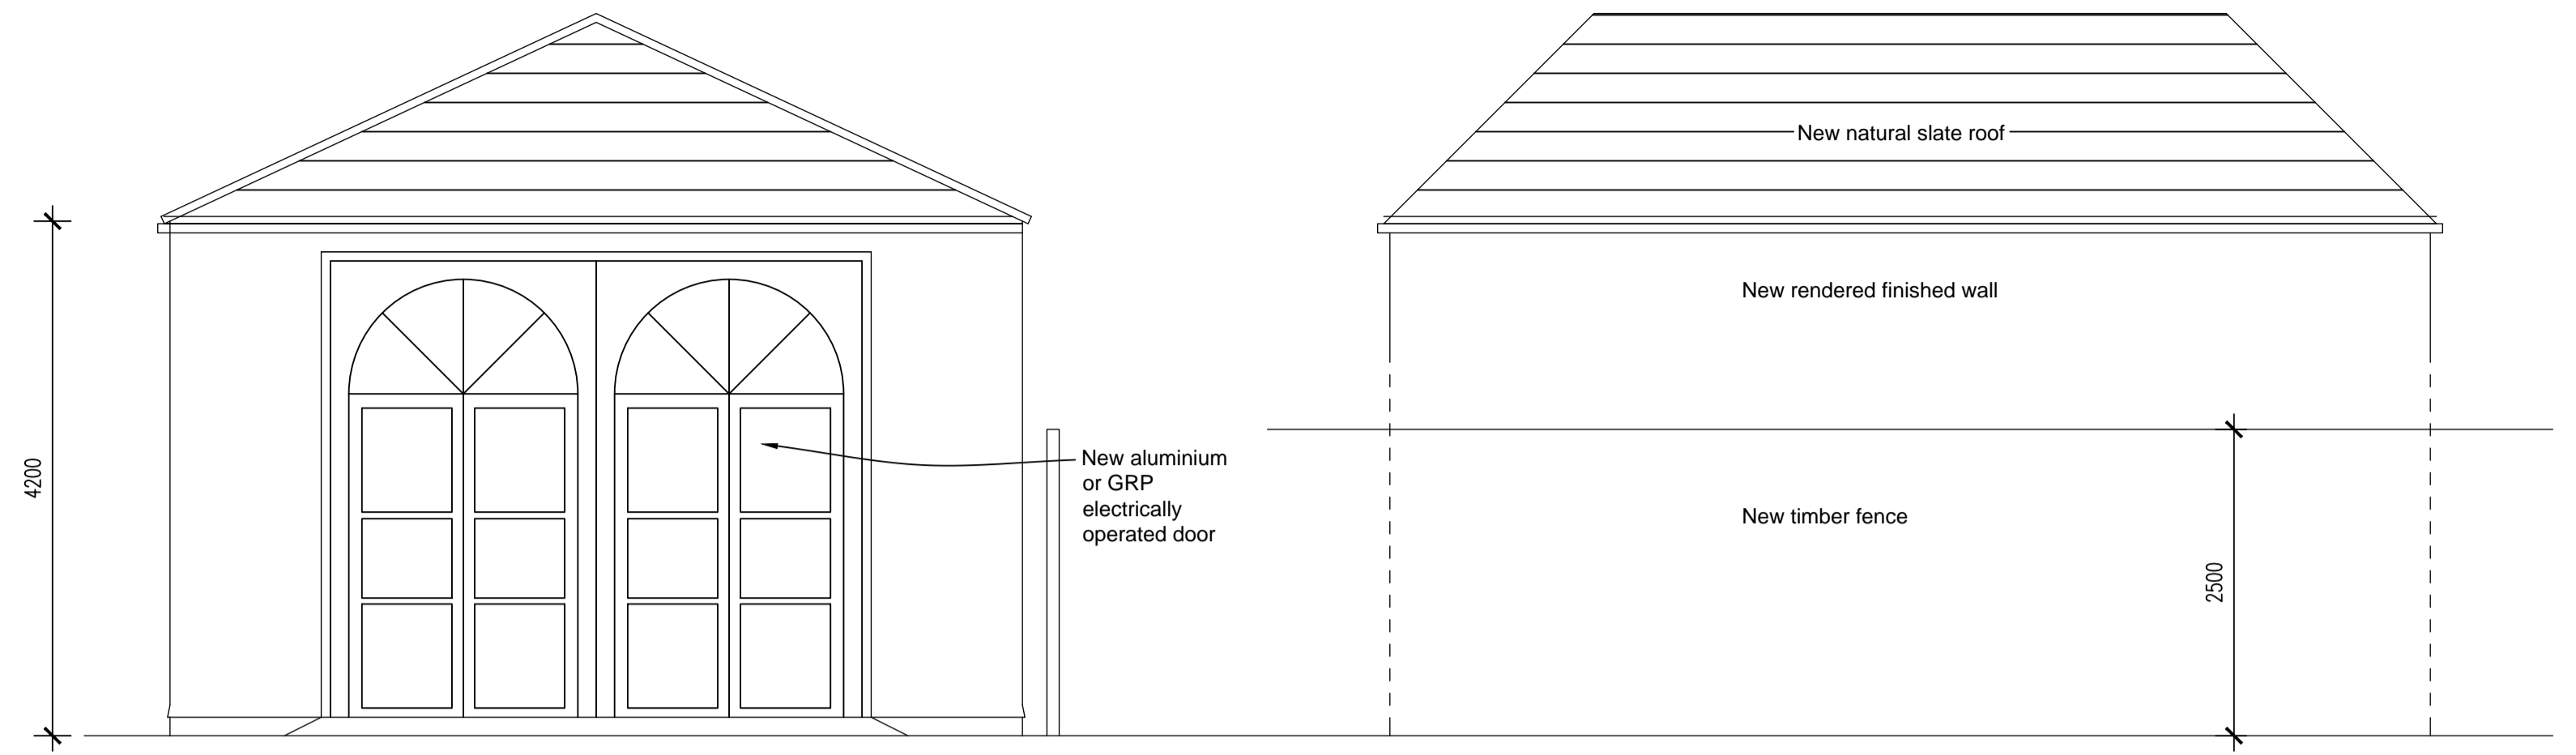 4200
New aluminium
or GRP
electrically
operated door
New natural slate roof
New rendered finished wall
New timber fence
2500